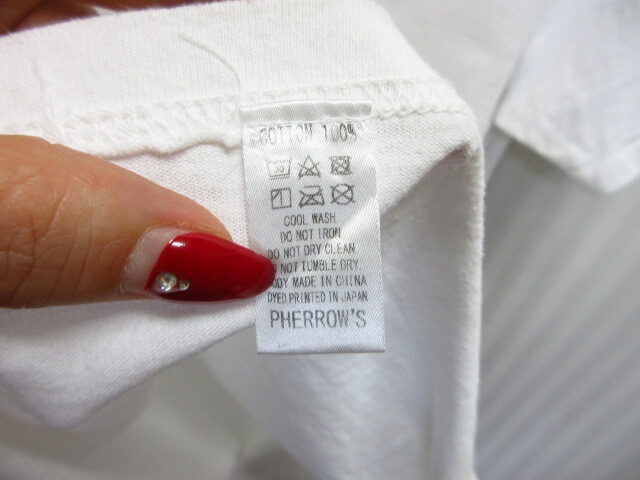 COTTON 100%
COOL WASH
DO NOT IRON
DO NOT DRY CLEAN
NOT TUMBLE DRY
ODY MADE IN CHINA
DYED PRINTED IN JAPAN
PHERROW'S